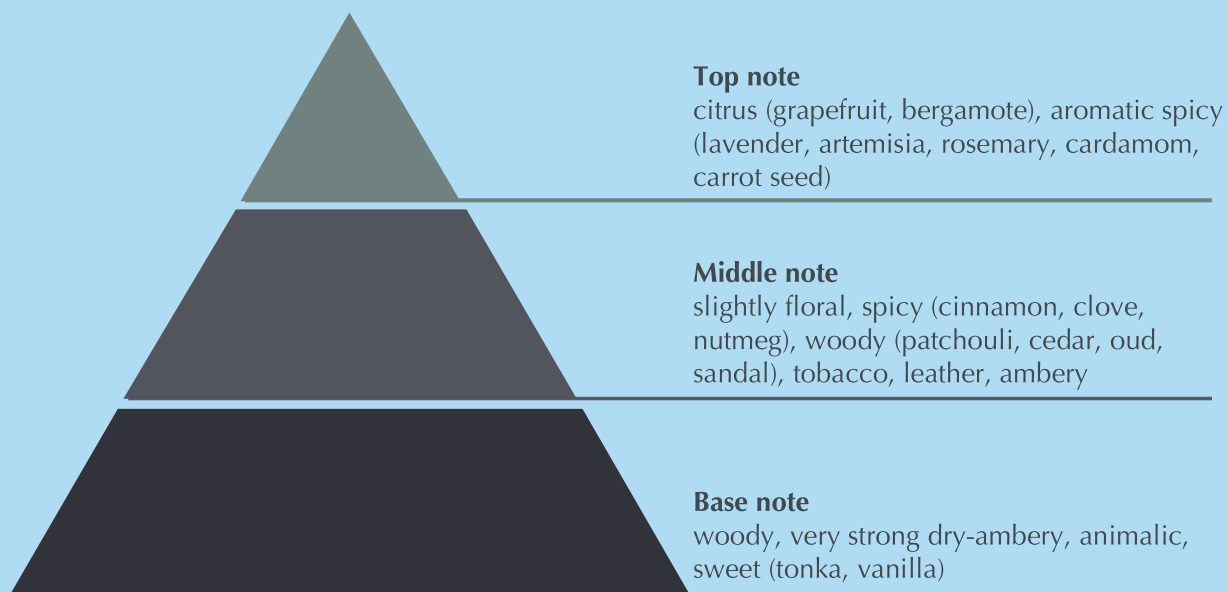 Top note
citrus (grapefruit, bergamote), aromatic spicy
(lavender, artemisia, rosemary, cardamom,
carrot seed)
Middle note
slightly floral, spicy (cinnamon, clove,
nutmeg), woody (patchouli, cedar, oud,
sandal), tobacco, leather, ambery
Base note
woody, very strong dry-ambery, animalic,
sweet (tonka, vanilla)